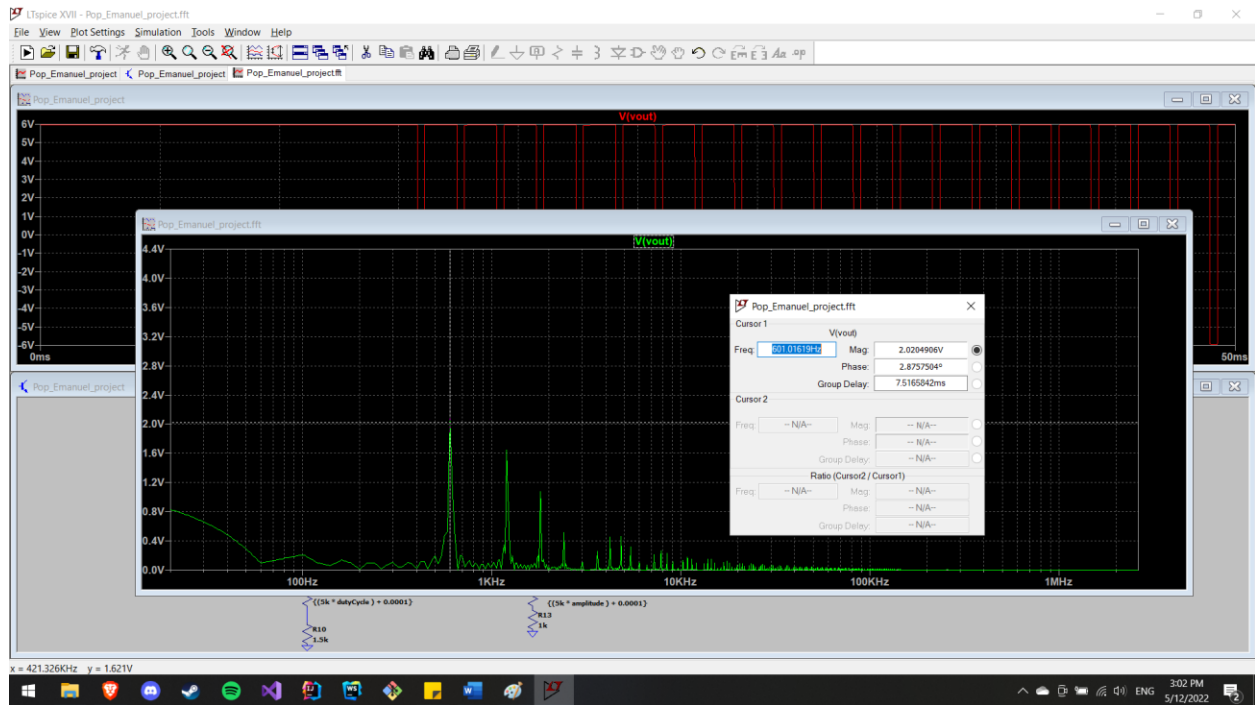 LTspice XVII - Pop_Emanuel_project.fft
File View Plot Settings Simulation Tools Window Help
Pop_Emanuel_project Pop_Emanuel_project Pop_Emanuel_project.fft
Pop_Emanuel_project
V(vout)
6V
5V
4V
3V
2V
1V
0V
-1V
-2V
-3V
-4V
-5V
-6V
0ms 50ms
Pop_Emanuel_project.fft
V(vout)
4.4V
4.0V
3.6V
3.2V
2.8V
2.4V
2.0V
1.6V
1.2V
0.8V
0.4V
0.0V
100Hz 1KHz 10KHz 100KHz 1MHz
Pop_Emanuel_project.fft
Cursor 1
V(vout)
Freq: 601.01619Hz Mag: 2.0204906V
Phase: 2.8757504°
Group Delay: 7.5165842ms
Cursor 2
Freq: -- N/A-- Mag: -- N/A--
Phase: -- N/A--
Group Delay: -- N/A--
Ratio (Cursor2 / Cursor1)
Freq: -- N/A-- Mag: -- N/A--
Phase: -- N/A--
Group Delay: -- N/A--
Pop_Emanuel_project
{(5k * dutyCycle ) + 0.0001}
R10
1.5k
{(5k * amplitude ) + 0.0001}
R13
1k
x = 421.326KHz y = 1.621V
ENG
3:02 PM
5/12/2022
2